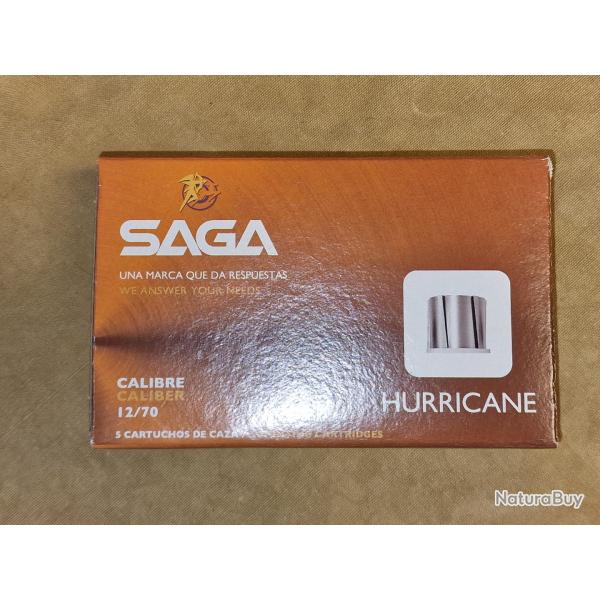 SAGA
UNA MARCA QUE DA RESPUESTAS
WE ANSWER YOUR NEEDS
CALIBRE
CALIBER
12/70
HURRICANE
5 CARTUCHOS DE CAZA CARTRIDGES
NaturaBuy